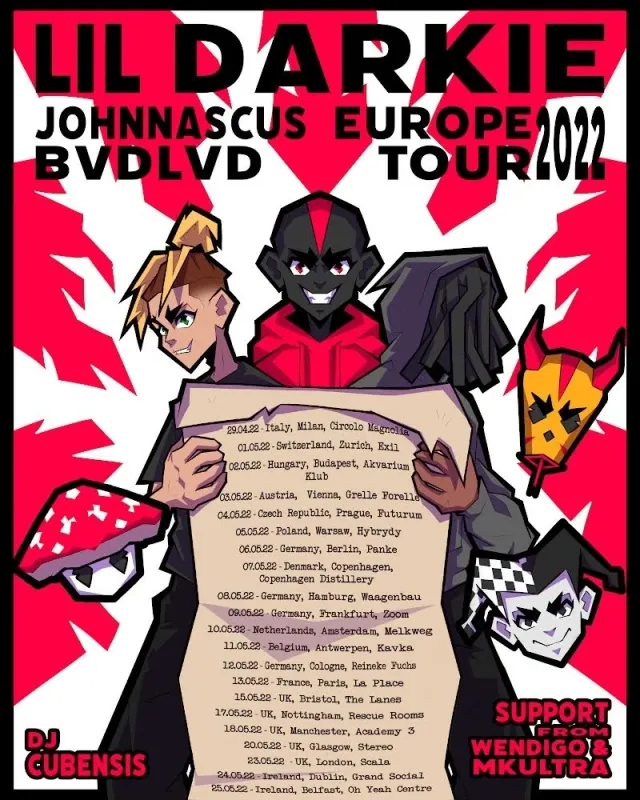 LIL DARKIE
JOHNNASCUS EUROPE 2022
BVDLVD TOUR
29.04.22 - Italy, Milan, Circolo Magnolia
01.05.22 - Switzerland, Zurich, Exil
02.05.22 - Hungary, Budapest, Akvarium
Klub
03.05.22 - Austria, Vienna, Grelle Forelle
04.05.22 - Czech Republic, Prague, Futurum
05.05.22 - Poland, Warsaw, Hybrydy
06.05.22 - Germany, Berlin, Panke
07.05.22 - Denmark, Copenhagen,
Copenhagen Distillery
08.05.22 - Germany, Hamburg, Waagenbau
09.05.22 - Germany, Frankfurt, Zoom
10.05.22 - Netherlands, Amsterdam, Melkweg
11.05.22 - Belgium, Antwerpen, Kavka
12.05.22 - Germany, Cologne, Reineke Fuchs
13.05.22 - France, Paris, La Place
15.05.22 - UK, Bristol, The Lanes
17.05.22 - UK, Nottingham, Rescue Rooms
18.05.22 - UK, Manchester, Academy 3
20.05.22 - UK, Glasgow, Stereo
23.05.22 - UK, London, Scala
24.05.22 - Ireland, Dublin, Grand Social
25.05.22 - Ireland, Belfast, Oh Yeah Centre
DJ
CUBENSIS
SUPPORT
FROM
WENDIGO &
MKULTRA